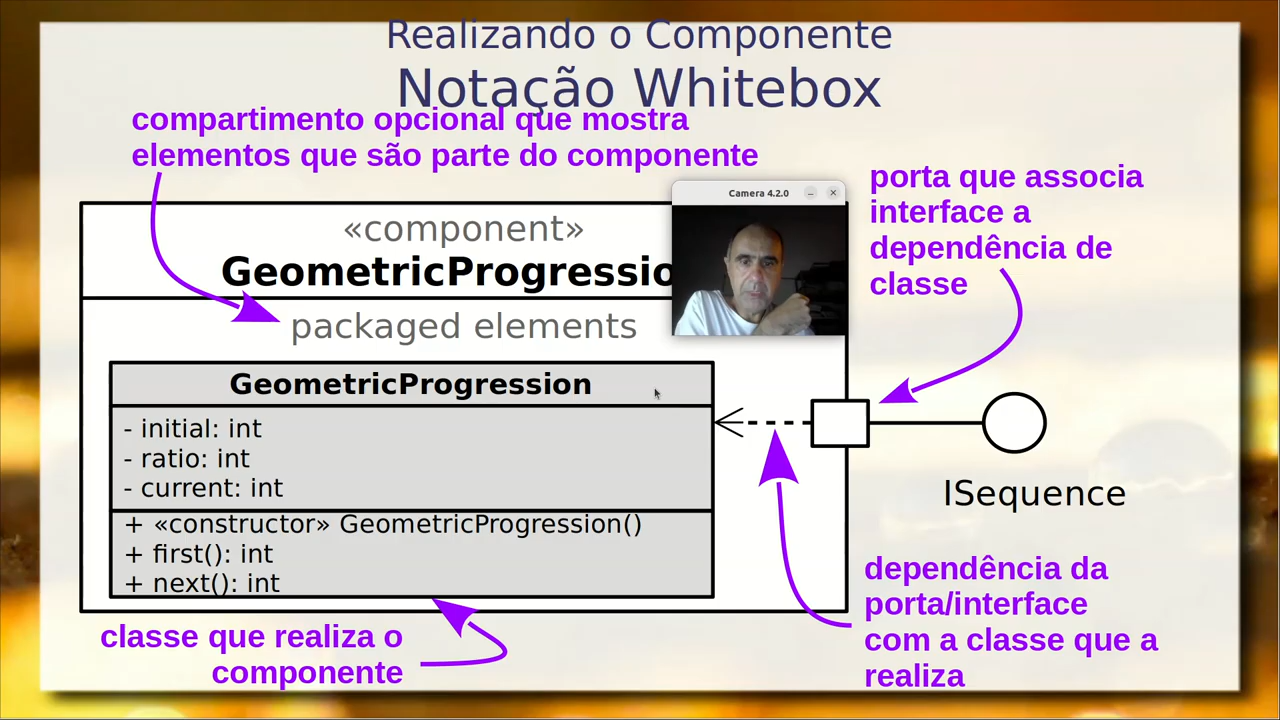 Realizando o Componente
Notação Whitebox
compartimento opcional que mostra
elementos que são parte do componente
porta que associa
interface a
dependência de
classe
Camera 4.2.0
«component»
GeometricProgressio
packaged elements
GeometricProgression
- initial: int
- ratio: int
- current: int
+ «constructor» GeometricProgression()
+ first(): int
+ next(): int
ISequence
dependência da
porta/interface
com a classe que a
realiza
classe que realiza o
componente